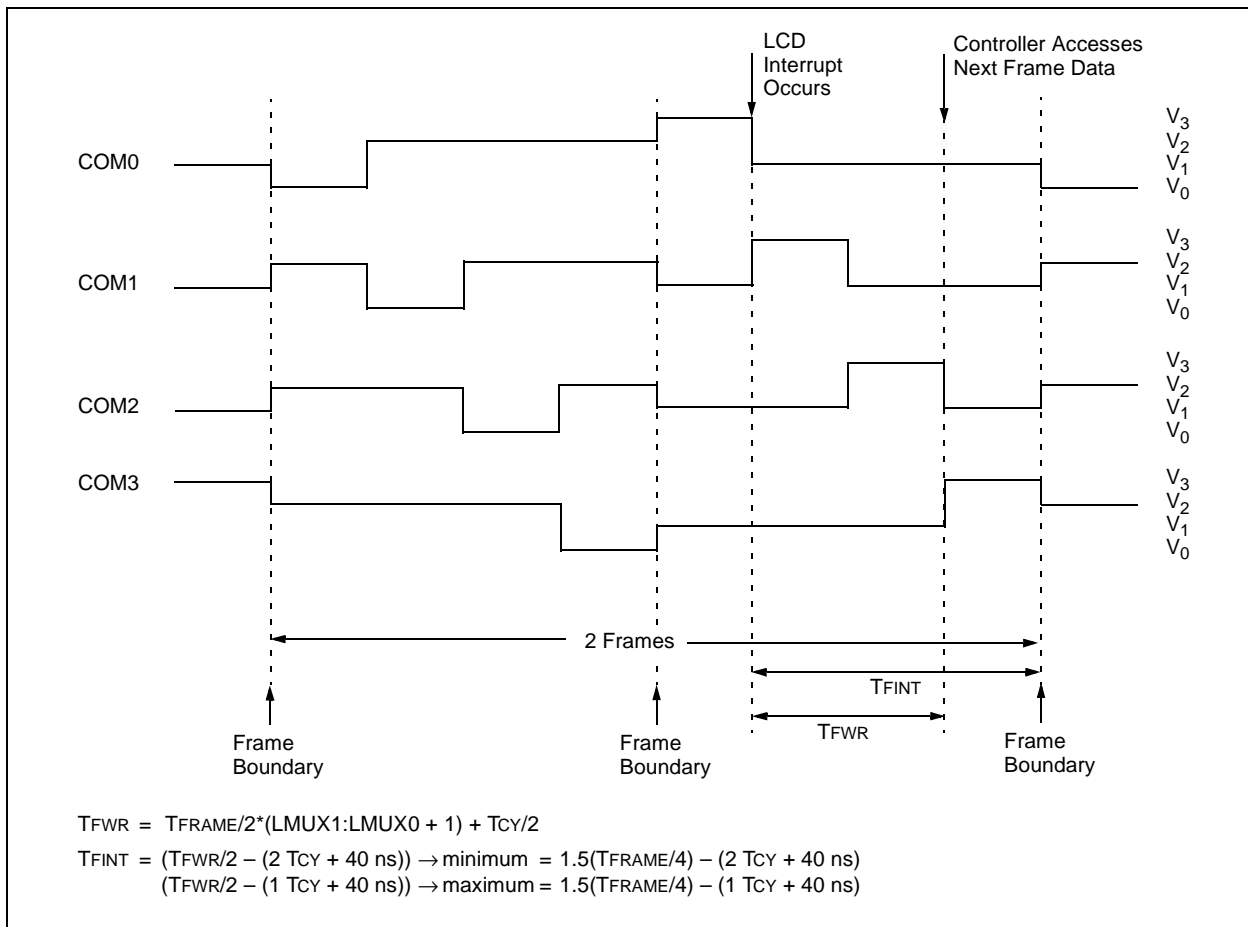 LCD
Interrupt
Occurs
Controller Accesses
Next Frame Data
COM0
V3
V2
V1
V0
COM1
V3
V2
V1
V0
COM2
V3
V2
V1
V0
COM3
V3
V2
V1
V0
2 Frames
TFINT
TFWR
Frame
Boundary
Frame
Boundary
Frame
Boundary
TFWR = TFRAME/2*(LMUX1:LMUX0 + 1) + TCY/2
TFINT = (TFWR/2 – (2 TCY + 40 ns)) → minimum = 1.5(TFRAME/4) – (2 TCY + 40 ns)
(TFWR/2 – (1 TCY + 40 ns)) → maximum = 1.5(TFRAME/4) – (1 TCY + 40 ns)